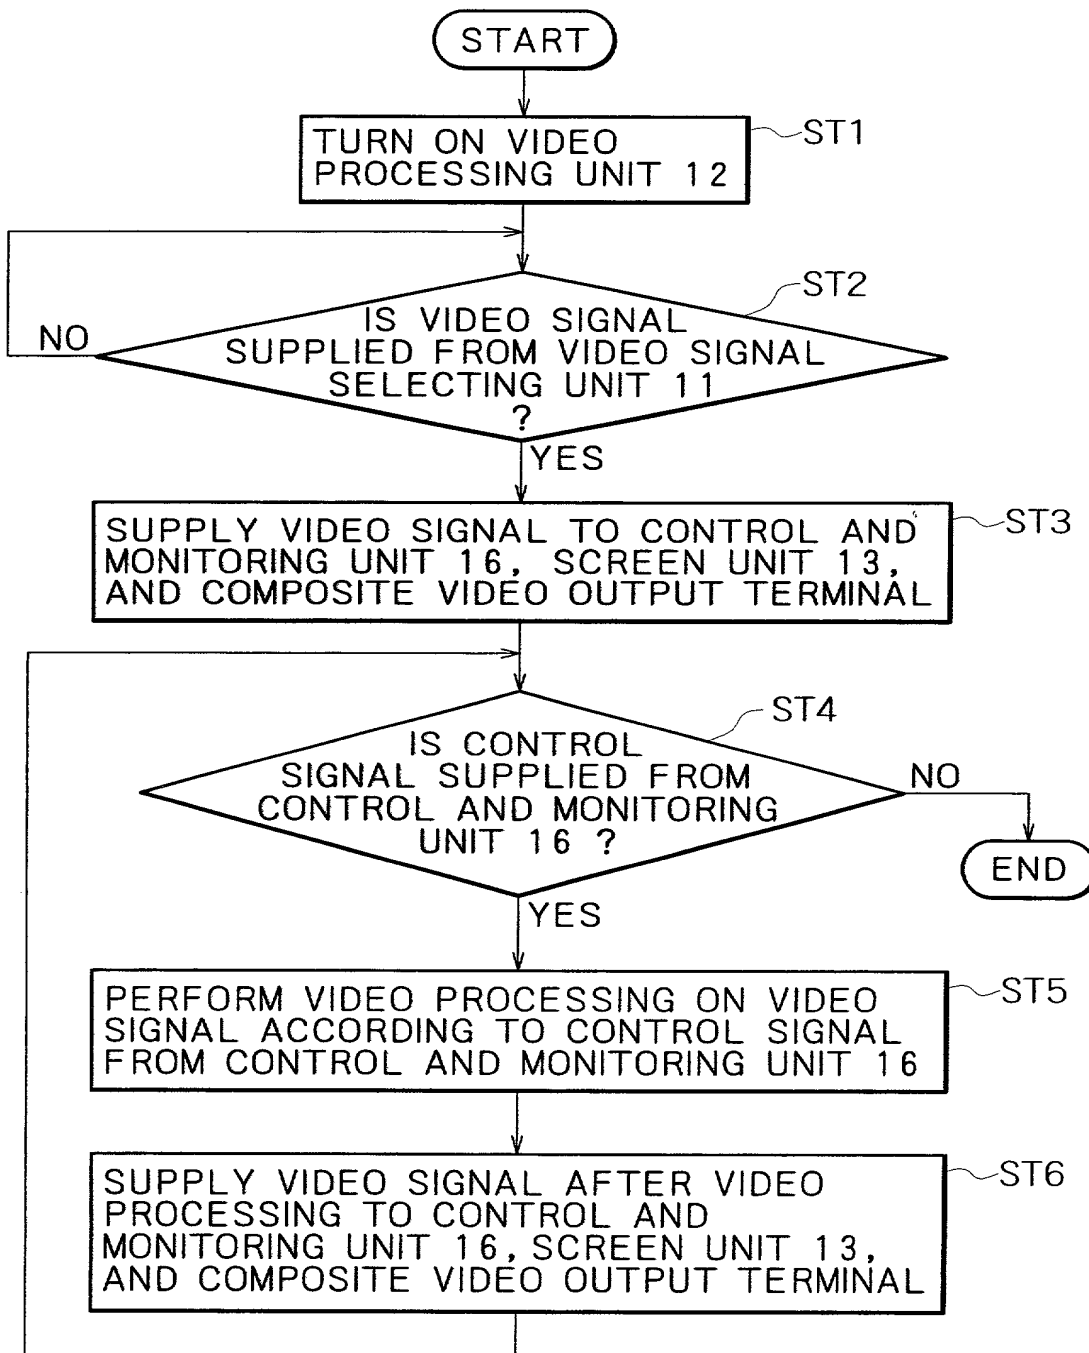 START
TURN ON VIDEO
PROCESSING UNIT 12
ST1
ST2
IS VIDEO SIGNAL
SUPPLIED FROM VIDEO SIGNAL
SELECTING UNIT 11
?
NO
YES
SUPPLY VIDEO SIGNAL TO CONTROL AND
MONITORING UNIT 16, SCREEN UNIT 13,
AND COMPOSITE VIDEO OUTPUT TERMINAL
ST3
ST4
IS CONTROL
SIGNAL SUPPLIED FROM
CONTROL AND MONITORING
UNIT 16 ?
NO
END
YES
PERFORM VIDEO PROCESSING ON VIDEO
SIGNAL ACCORDING TO CONTROL SIGNAL
FROM CONTROL AND MONITORING UNIT 16
ST5
SUPPLY VIDEO SIGNAL AFTER VIDEO
PROCESSING TO CONTROL AND
MONITORING UNIT 16, SCREEN UNIT 13,
AND COMPOSITE VIDEO OUTPUT TERMINAL
ST6